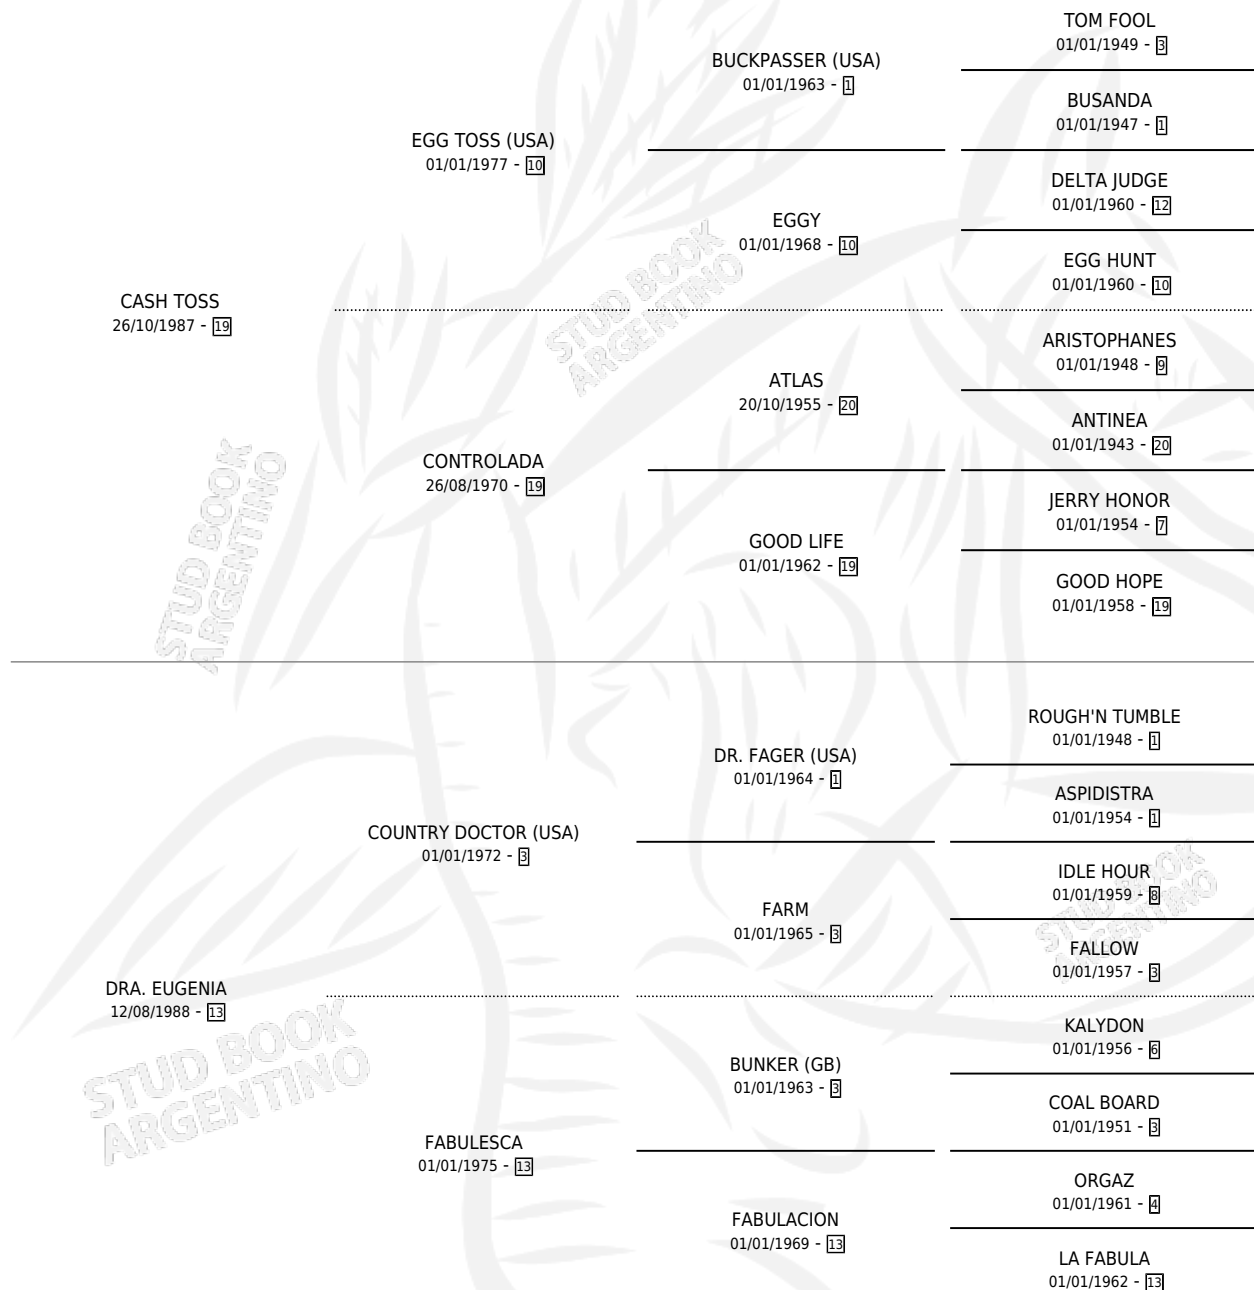 TOM FOOL
01/01/1949 - 3
BUCKPASSER (USA)
01/01/1963 - 1
BUSANDA
01/01/1947 - 1
EGG TOSS (USA)
01/01/1977 - 10
DELTA JUDGE
01/01/1960 - 12
EGGY
01/01/1968 - 10
EGG HUNT
01/01/1960 - 10
CASH TOSS
26/10/1987 - 19
STUD BOOK
ARGENTINO
ARISTOPHANES
01/01/1948 - 9
ATLAS
20/10/1955 - 20
ANTINEA
01/01/1943 - 20
CONTROLADA
26/08/1970 - 19
JERRY HONOR
01/01/1954 - 7
GOOD LIFE
01/01/1962 - 19
GOOD HOPE
01/01/1958 - 19
STUD BOOK
ARGENTINO
ROUGH'N TUMBLE
01/01/1948 - 1
DR. FAGER (USA)
01/01/1964 - 1
ASPIDISTRA
01/01/1954 - 1
COUNTRY DOCTOR (USA)
01/01/1972 - 3
IDLE HOUR
01/01/1959 - 8
FARM
01/01/1965 - 3
FALLOW
01/01/1957 - 3
STUD BOOK
ARGENTINO
DRA. EUGENIA
12/08/1988 - 13
STUD BOOK
ARGENTINO
KALYDON
01/01/1956 - 6
BUNKER (GB)
01/01/1963 - 3
COAL BOARD
01/01/1951 - 3
FABULESCA
01/01/1975 - 13
ORGAZ
01/01/1961 - 4
FABULACION
01/01/1969 - 13
LA FABULA
01/01/1962 - 13